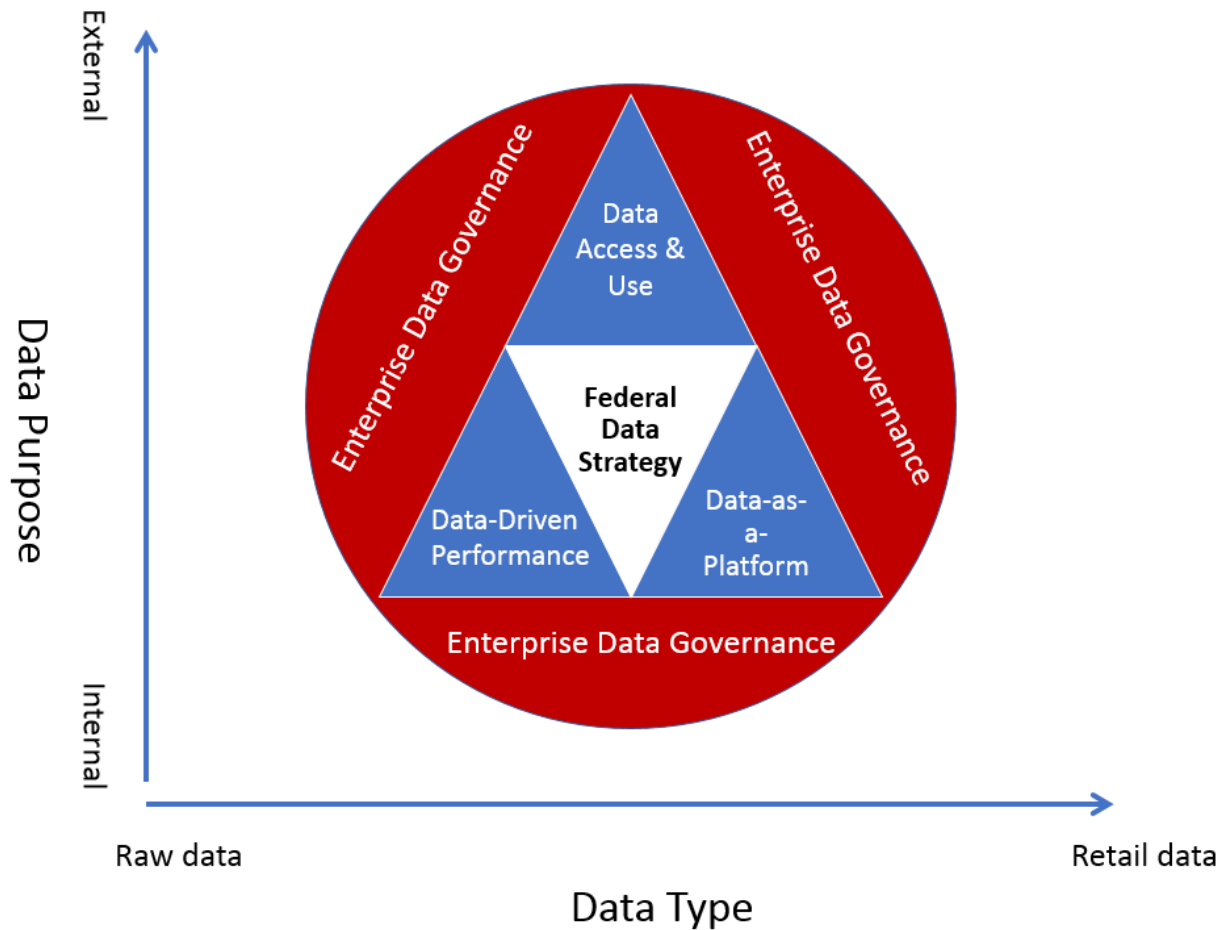 External
Enterprise Data Governance
Enterprise Data Governance
Data
Access &
Use
Data Purpose
Federal
Data
Strategy
Data-Driven
Performance
Data-as-
a-
Platform
Enterprise Data Governance
Internal
Raw data
Retail data
Data Type